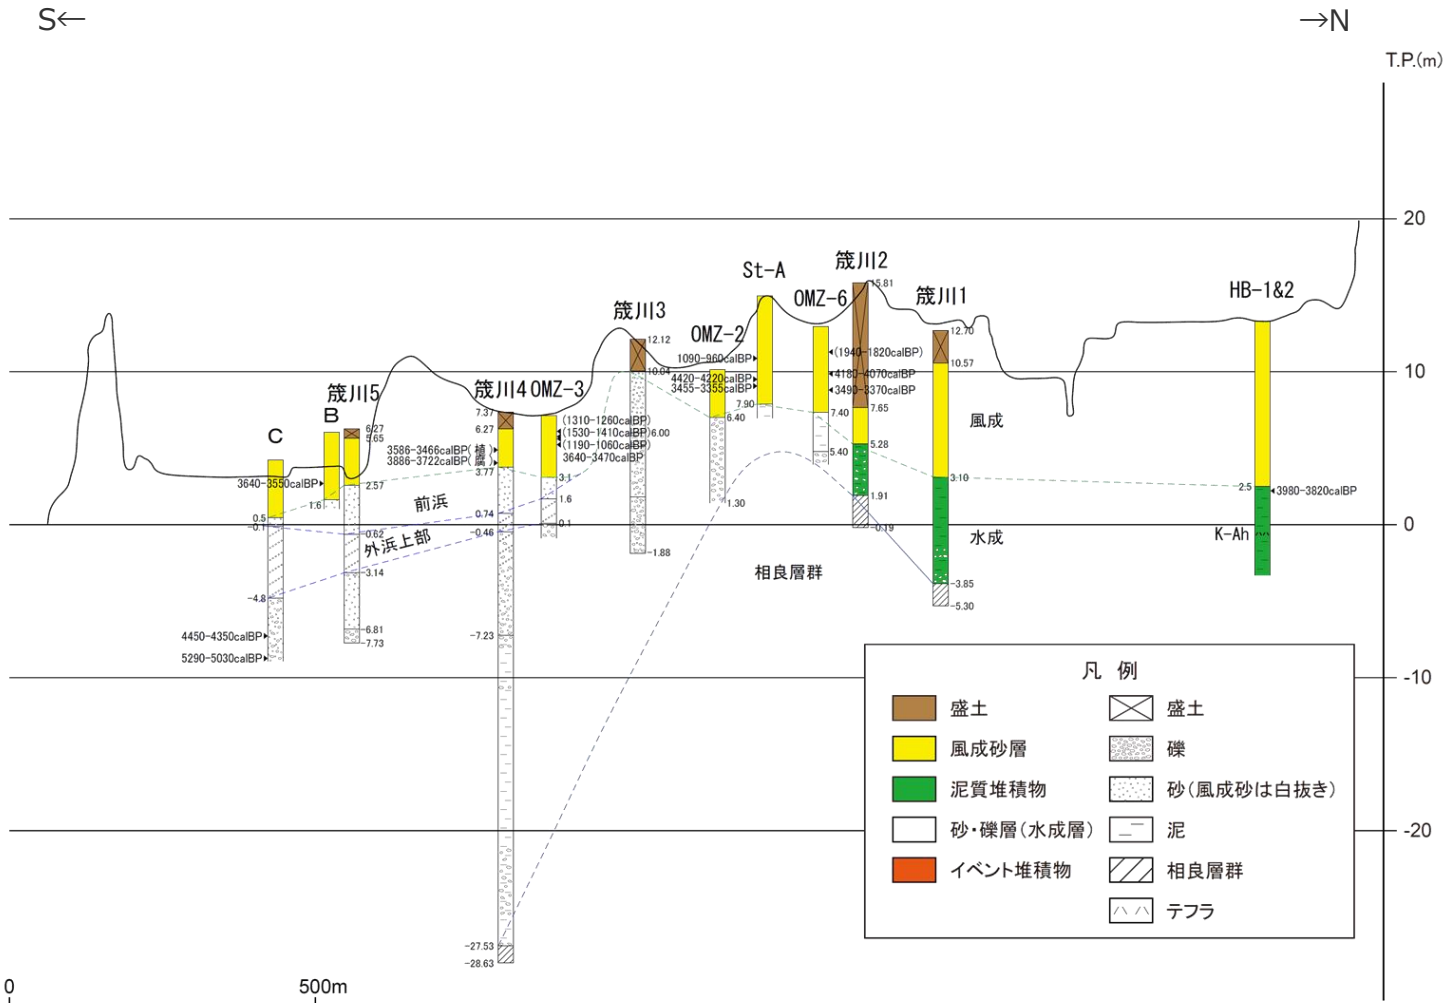 S←
→N
T.P.(m)
20
10
0
-10
-20
C
B
筬川5
筬川4
OMZ-3
筬川3
OMZ-2
St-A
OMZ-6
筬川2
筬川1
HB-1&2
0.5
-0.1
-4.8
4450-4350calBP
5290-5030calBP
3640-3550calBP
1.6
6.27
5.65
2.57
-0.62
-3.14
-6.81
-7.73
7.37
6.27
3586-3466calBP(植)
3886-3722calBP(腐)
3.77
0.74
-0.46
-7.23
-27.53
-28.63
(1310-1260calBP)
(1530-1410calBP)
6.00
(1190-1060calBP)
3640-3470calBP
3.1
1.6
0.1
12.12
10.04
-1.88
6.40
1.30
1090-960calBP
4420-4220calBP
3455-3355calBP
7.90
(1940-1820calBP)
4180-4070calBP
3490-3370calBP
7.40
5.40
15.81
7.65
5.28
1.91
-0.19
12.70
10.57
3.10
-3.85
-5.30
2.5
3980-3820calBP
K-Ah
前浜
外浜上部
風成
水成
相良層群
凡 例
盛土
風成砂層
泥質堆積物
砂・礫層(水成層)
イベント堆積物
盛土
礫
砂(風成砂は白抜き)
泥
相良層群
テフラ
0
500m